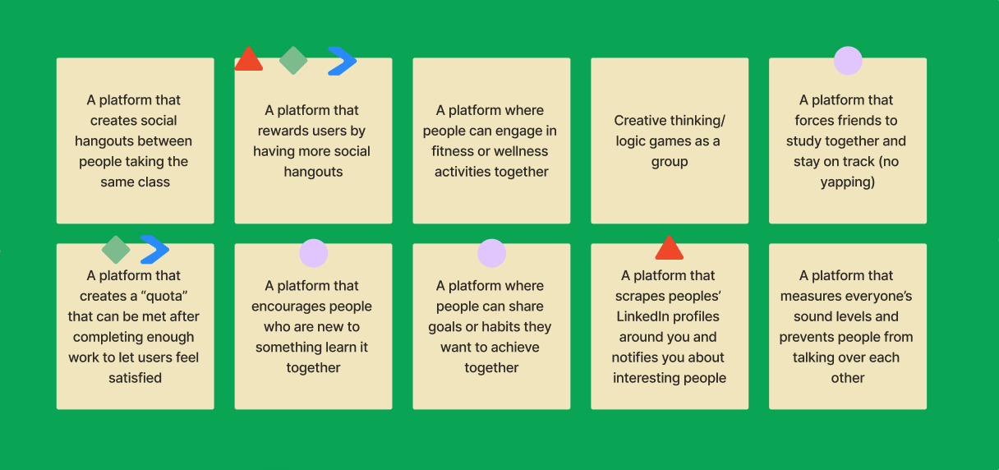 A platform that
creates social
hangouts between
people taking the
same class
A platform that
rewards users by
having more social
hangouts
A platform where
people can engage in
fitness or wellness
activities together
Creative thinking/
logic games as a
group
A platform that
forces friends to
study together and
stay on track (no
yapping)
A platform that
creates a “quota”
that can be met after
completing enough
work to let users feel
satisfied
A platform that
encourages people
who are new to
something learn it
together
A platform where
people can share
goals or habits they
want to achieve
together
A platform that
scrapes peoples’
LinkedIn profiles
around you and
notifies you about
interesting people
A platform that
measures everyone’s
sound levels and
prevents people from
talking over each
other